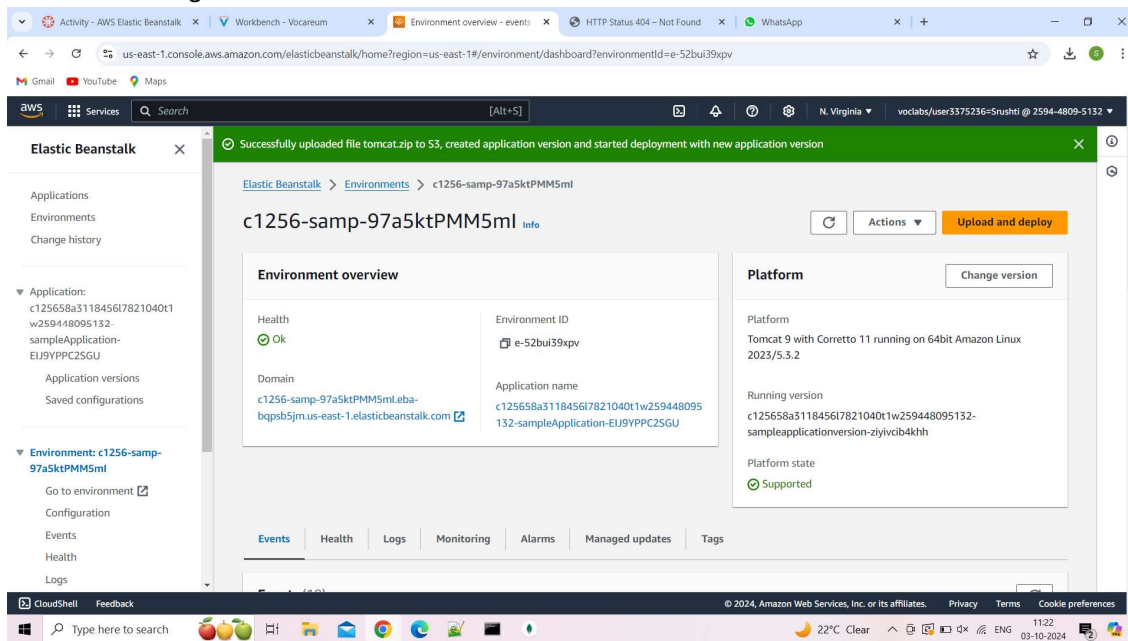 Activity - AWS Elastic Beanstalk
Workbench - Vocareum
Environment overview - events
HTTP Status 404 – Not Found
WhatsApp
us-east-1.console.aws.amazon.com/elasticbeanstalk/home?region=us-east-1#/environment/dashboard?environmentId=e-52bui39xpv
S
Gmail
YouTube
Maps
aws
Services
Search
[Alt+S]
N. Virginia
voclabs/user3375236=Srushti @ 2594-4809-5132
Elastic Beanstalk
Applications
Environments
Change history
Application:
c125658a3118456l7821040t1
w259448095132-
sampleApplication-
EIJ9YPPC2SGU
Application versions
Saved configurations
Environment: c1256-samp-
97a5ktPMM5ml
Go to environment
Configuration
Events
Health
Logs
Successfully uploaded file tomcat.zip to S3, created application version and started deployment with new application version
Elastic Beanstalk > Environments > c1256-samp-97a5ktPMM5ml
c1256-samp-97a5ktPMM5ml Info
Actions
Upload and deploy
Environment overview
Health
Ok
Environment ID
e-52bui39xpv
Domain
c1256-samp-97a5ktPMM5ml.eba-
bqpsb5jm.us-east-1.elasticbeanstalk.com
Application name
c125658a3118456l7821040t1w259448095
132-sampleApplication-EIJ9YPPC2SGU
Platform
Change version
Platform
Tomcat 9 with Corretto 11 running on 64bit Amazon Linux
2023/5.3.2
Running version
c125658a3118456l7821040t1w259448095132-
sampleapplicationversion-ziyivcib4khh
Platform state
Supported
Events
Health
Logs
Monitoring
Alarms
Managed updates
Tags
CloudShell
Feedback
© 2024, Amazon Web Services, Inc. or its affiliates.
Privacy
Terms
Cookie preferences
Type here to search
22°C Clear
ENG
11:22
03-10-2024
2